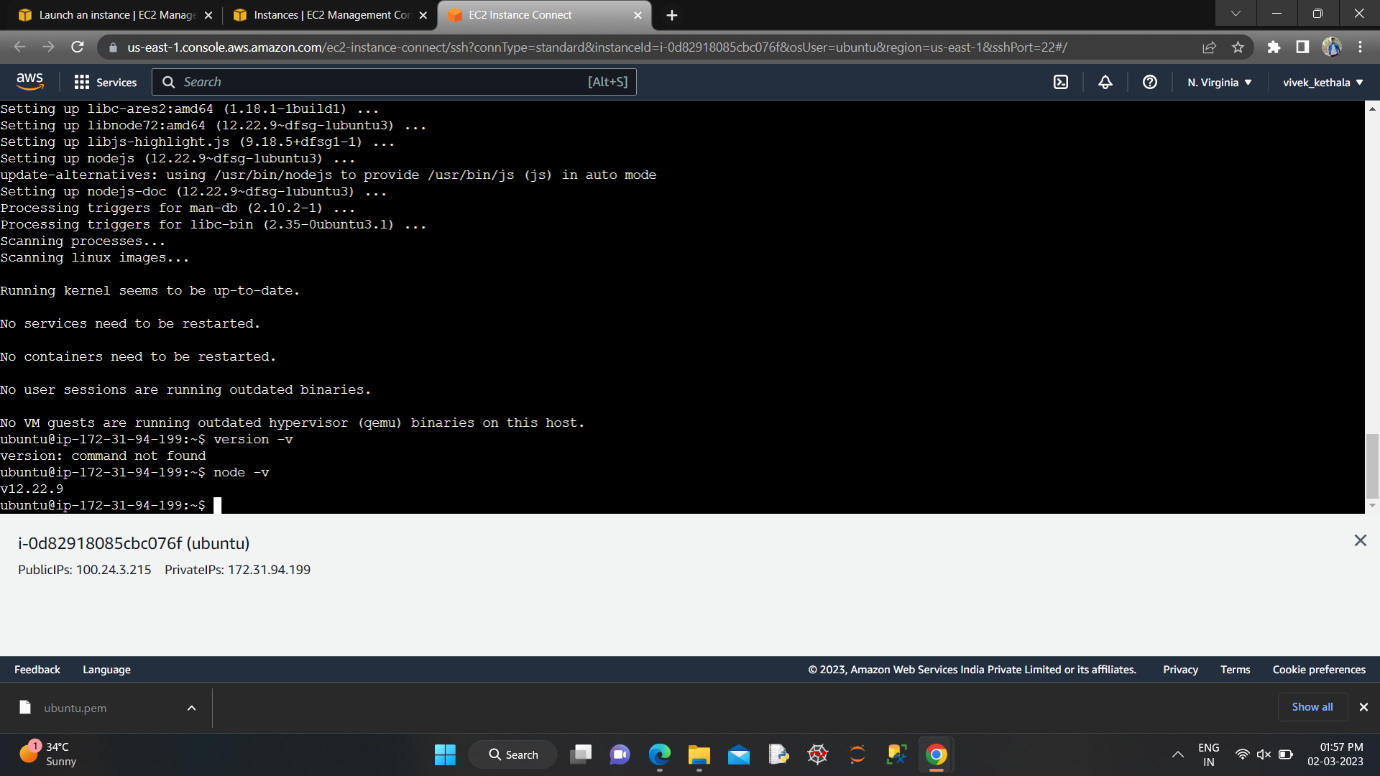 Launch an instance | EC2 Manag
Instances | EC2 Management Con
EC2 Instance Connect
us-east-1.console.aws.amazon.com/ec2-instance-connect/ssh?connType=standard&instanceId=i-0d82918085cbc076f&osUser=ubuntu&region=us-east-1&sshPort=22#/
aws Services Search [Alt+S] N. Virginia vivek_kethala
Setting up libc-ares2:amd64 (1.18.1-1build1) ...
Setting up libnode72:amd64 (12.22.9~dfsg-1ubuntu3) ...
Setting up libjs-highlight.js (9.18.5+dfsg1-1) ...
Setting up nodejs (12.22.9~dfsg-1ubuntu3) ...
update-alternatives: using /usr/bin/nodejs to provide /usr/bin/js (js) in auto mode
Setting up nodejs-doc (12.22.9~dfsg-1ubuntu3) ...
Processing triggers for man-db (2.10.2-1) ...
Processing triggers for libc-bin (2.35-0ubuntu3.1) ...
Scanning processes...
Scanning linux images...
Running kernel seems to be up-to-date.
No services need to be restarted.
No containers need to be restarted.
No user sessions are running outdated binaries.
No VM guests are running outdated hypervisor (qemu) binaries on this host.
ubuntu@ip-172-31-94-199:~$ version -v
version: command not found
ubuntu@ip-172-31-94-199:~$ node -v
v12.22.9
ubuntu@ip-172-31-94-199:~$
i-0d82918085cbc076f (ubuntu)
PublicIPs: 100.24.3.215 PrivateIPs: 172.31.94.199
Feedback Language © 2023, Amazon Web Services India Private Limited or its affiliates. Privacy Terms Cookie preferences
ubuntu.pem Show all
1 34°C
Sunny
Search
ENG
IN
01:57 PM
02-03-2023